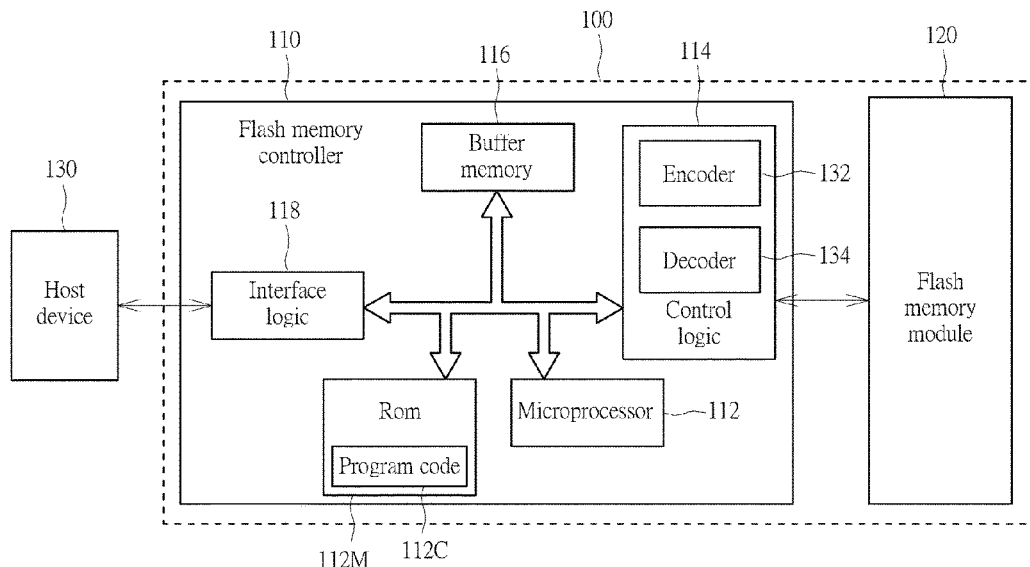 100
110
120
116
114
Flash memory
controller
Buffer
memory
Encoder
132
130
118
Decoder
134
Host
device
Interface
logic
Control
logic
Flash
memory
module
Rom
Microprocessor
112
Program code
112M
112C